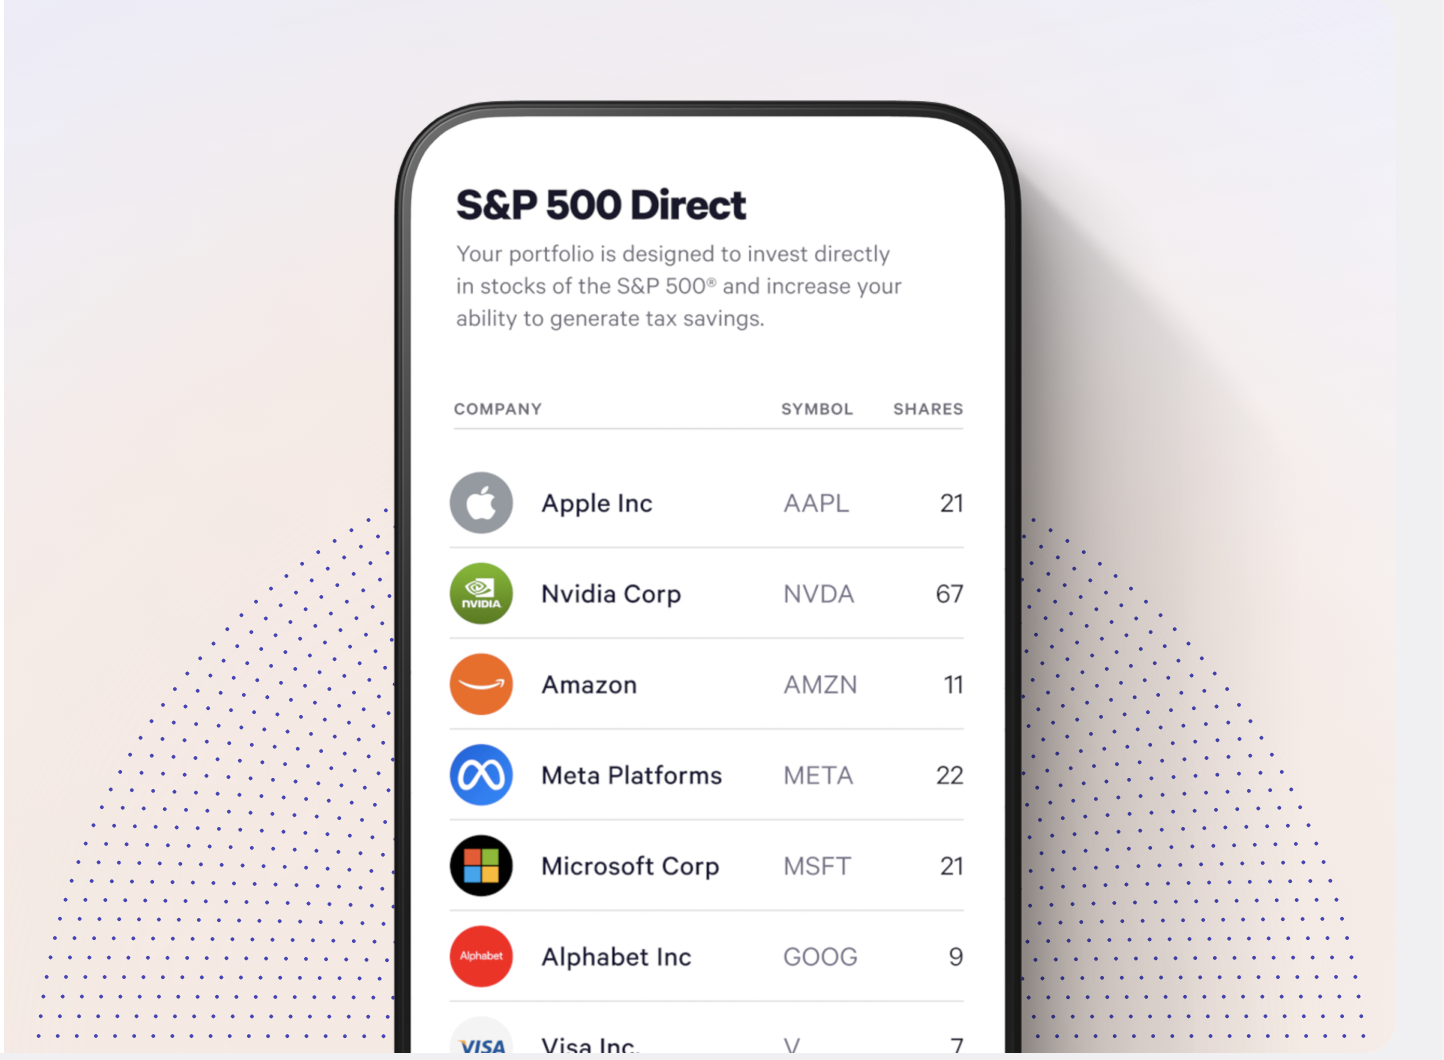 S&P 500 Direct
Your portfolio is designed to invest directly
in stocks of the S&P 500® and increase your
ability to generate tax savings.
COMPANY SYMBOL SHARES
Apple Inc AAPL 21
NVIDIA Nvidia Corp NVDA 67
Amazon AMZN 11
Meta Platforms META 22
Microsoft Corp MSFT 21
Alphabet Alphabet Inc GOOG 9
VISA Visa Inc. V 7